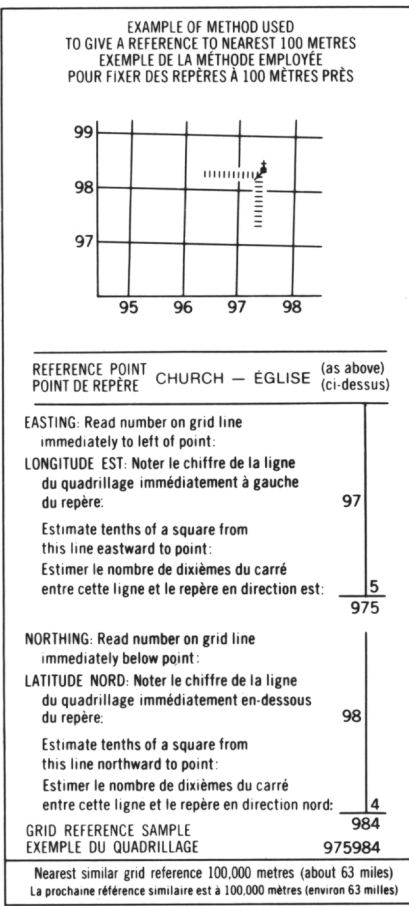 EXAMPLE OF METHOD USED
TO GIVE A REFERENCE TO NEAREST 100 METRES
EXEMPLE DE LA MÉTHODE EMPLOYÉE
POUR FIXER DES REPÈRES À 100 MÈTRES PRÈS
99
98
97
95 96 97 98
REFERENCE POINT
POINT DE REPÈRE
CHURCH — ÉGLISE
(as above)
(ci-dessus)
EASTING: Read number on grid line
immediately to left of point:
LONGITUDE EST: Noter le chiffre de la ligne
du quadrillage immédiatement à gauche
du repère: 97
Estimate tenths of a square from
this line eastward to point:
Estimer le nombre de dixièmes du carré
entre cette ligne et le repère en direction est: 5
975
NORTHING: Read number on grid line
immediately below point:
LATITUDE NORD: Noter le chiffre de la ligne
du quadrillage immédiatement en-dessous
du repère: 98
Estimate tenths of a square from
this line northward to point:
Estimer le nombre de dixièmes du carré
entre cette ligne et le repère en direction nord: 4
984
GRID REFERENCE SAMPLE
EXEMPLE DU QUADRILLAGE 975984
Nearest similar grid reference 100,000 metres (about 63 miles)
La prochaine référence similaire est à 100,000 mètres (environ 63 milles)